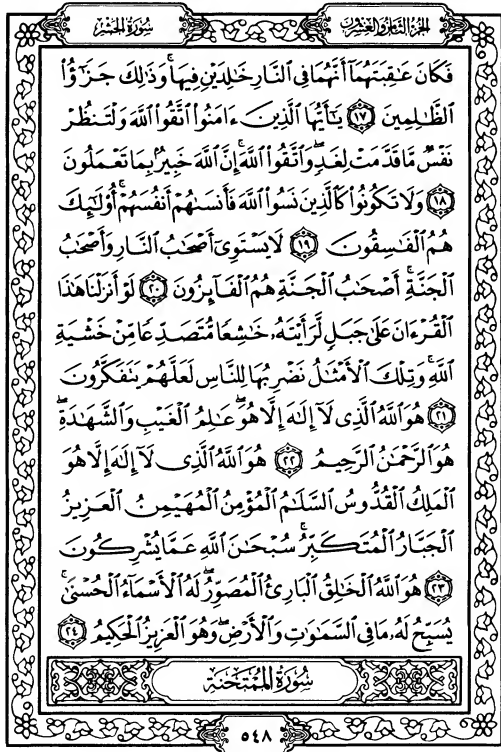 الجزء الثامن والعشرون
سورة الحشر
فَكَانَ عَٰقِبَتَهُمَآ أَنَّهُمَا فِى ٱلنَّارِ خَٰلِدَيْنِ فِيهَا ۚ وَذَٰلِكَ جَزَٰٓؤُا۟
ٱلظَّٰلِمِينَ ١٧ يَٰٓأَيُّهَا ٱلَّذِينَ ءَامَنُوا۟ ٱتَّقُوا۟ ٱللَّهَ وَلْتَنظُرْ
نَفْسٌ مَّا قَدَّمَتْ لِغَدٍ ۖ وَٱتَّقُوا۟ ٱللَّهَ ۚ إِنَّ ٱللَّهَ خَبِيرٌۢ بِمَا تَعْمَلُونَ
١٨ وَلَا تَكُونُوا۟ كَٱلَّذِينَ نَسُوا۟ ٱللَّهَ فَأَنسَىٰهُمْ أَنفُسَهُمْ ۚ أُو۟لَٰٓئِكَ
هُمُ ٱلْفَٰسِقُونَ ١٩ لَا يَسْتَوِىٓ أَصْحَٰبُ ٱلنَّارِ وَأَصْحَٰبُ
ٱلْجَنَّةِ ۚ أَصْحَٰبُ ٱلْجَنَّةِ هُمُ ٱلْفَآئِزُونَ ٢٠ لَوْ أَنزَلْنَا هَٰذَا
ٱلْقُرْءَانَ عَلَىٰ جَبَلٍ لَّرَأَيْتَهُۥ خَٰشِعًا مُّتَصَدِّعًا مِّنْ خَشْيَةِ
ٱللَّهِ ۚ وَتِلْكَ ٱلْأَمْثَٰلُ نَضْرِبُهَا لِلنَّاسِ لَعَلَّهُمْ يَتَفَكَّرُونَ
٢١ هُوَ ٱللَّهُ ٱلَّذِى لَآ إِلَٰهَ إِلَّا هُوَ ۖ عَٰلِمُ ٱلْغَيْبِ وَٱلشَّهَٰدَةِ ۖ
هُوَ ٱلرَّحْمَٰنُ ٱلرَّحِيمُ ٢٢ هُوَ ٱللَّهُ ٱلَّذِى لَآ إِلَٰهَ إِلَّا هُوَ
ٱلْمَلِكُ ٱلْقُدُّوسُ ٱلسَّلَٰمُ ٱلْمُؤْمِنُ ٱلْمُهَيْمِنُ ٱلْعَزِيزُ
ٱلْجَبَّارُ ٱلْمُتَكَبِّرُ ۚ سُبْحَٰنَ ٱللَّهِ عَمَّا يُشْرِكُونَ
٢٣ هُوَ ٱللَّهُ ٱلْخَٰلِقُ ٱلْبَارِئُ ٱلْمُصَوِّرُ ۖ لَهُ ٱلْأَسْمَآءُ ٱلْحُسْنَىٰ ۚ
يُسَبِّحُ لَهُۥ مَا فِى ٱلسَّمَٰوَٰتِ وَٱلْأَرْضِ ۖ وَهُوَ ٱلْعَزِيزُ ٱلْحَكِيمُ ٢٤
سُورَةُ المُمْتَحَنَة
٥٤٨